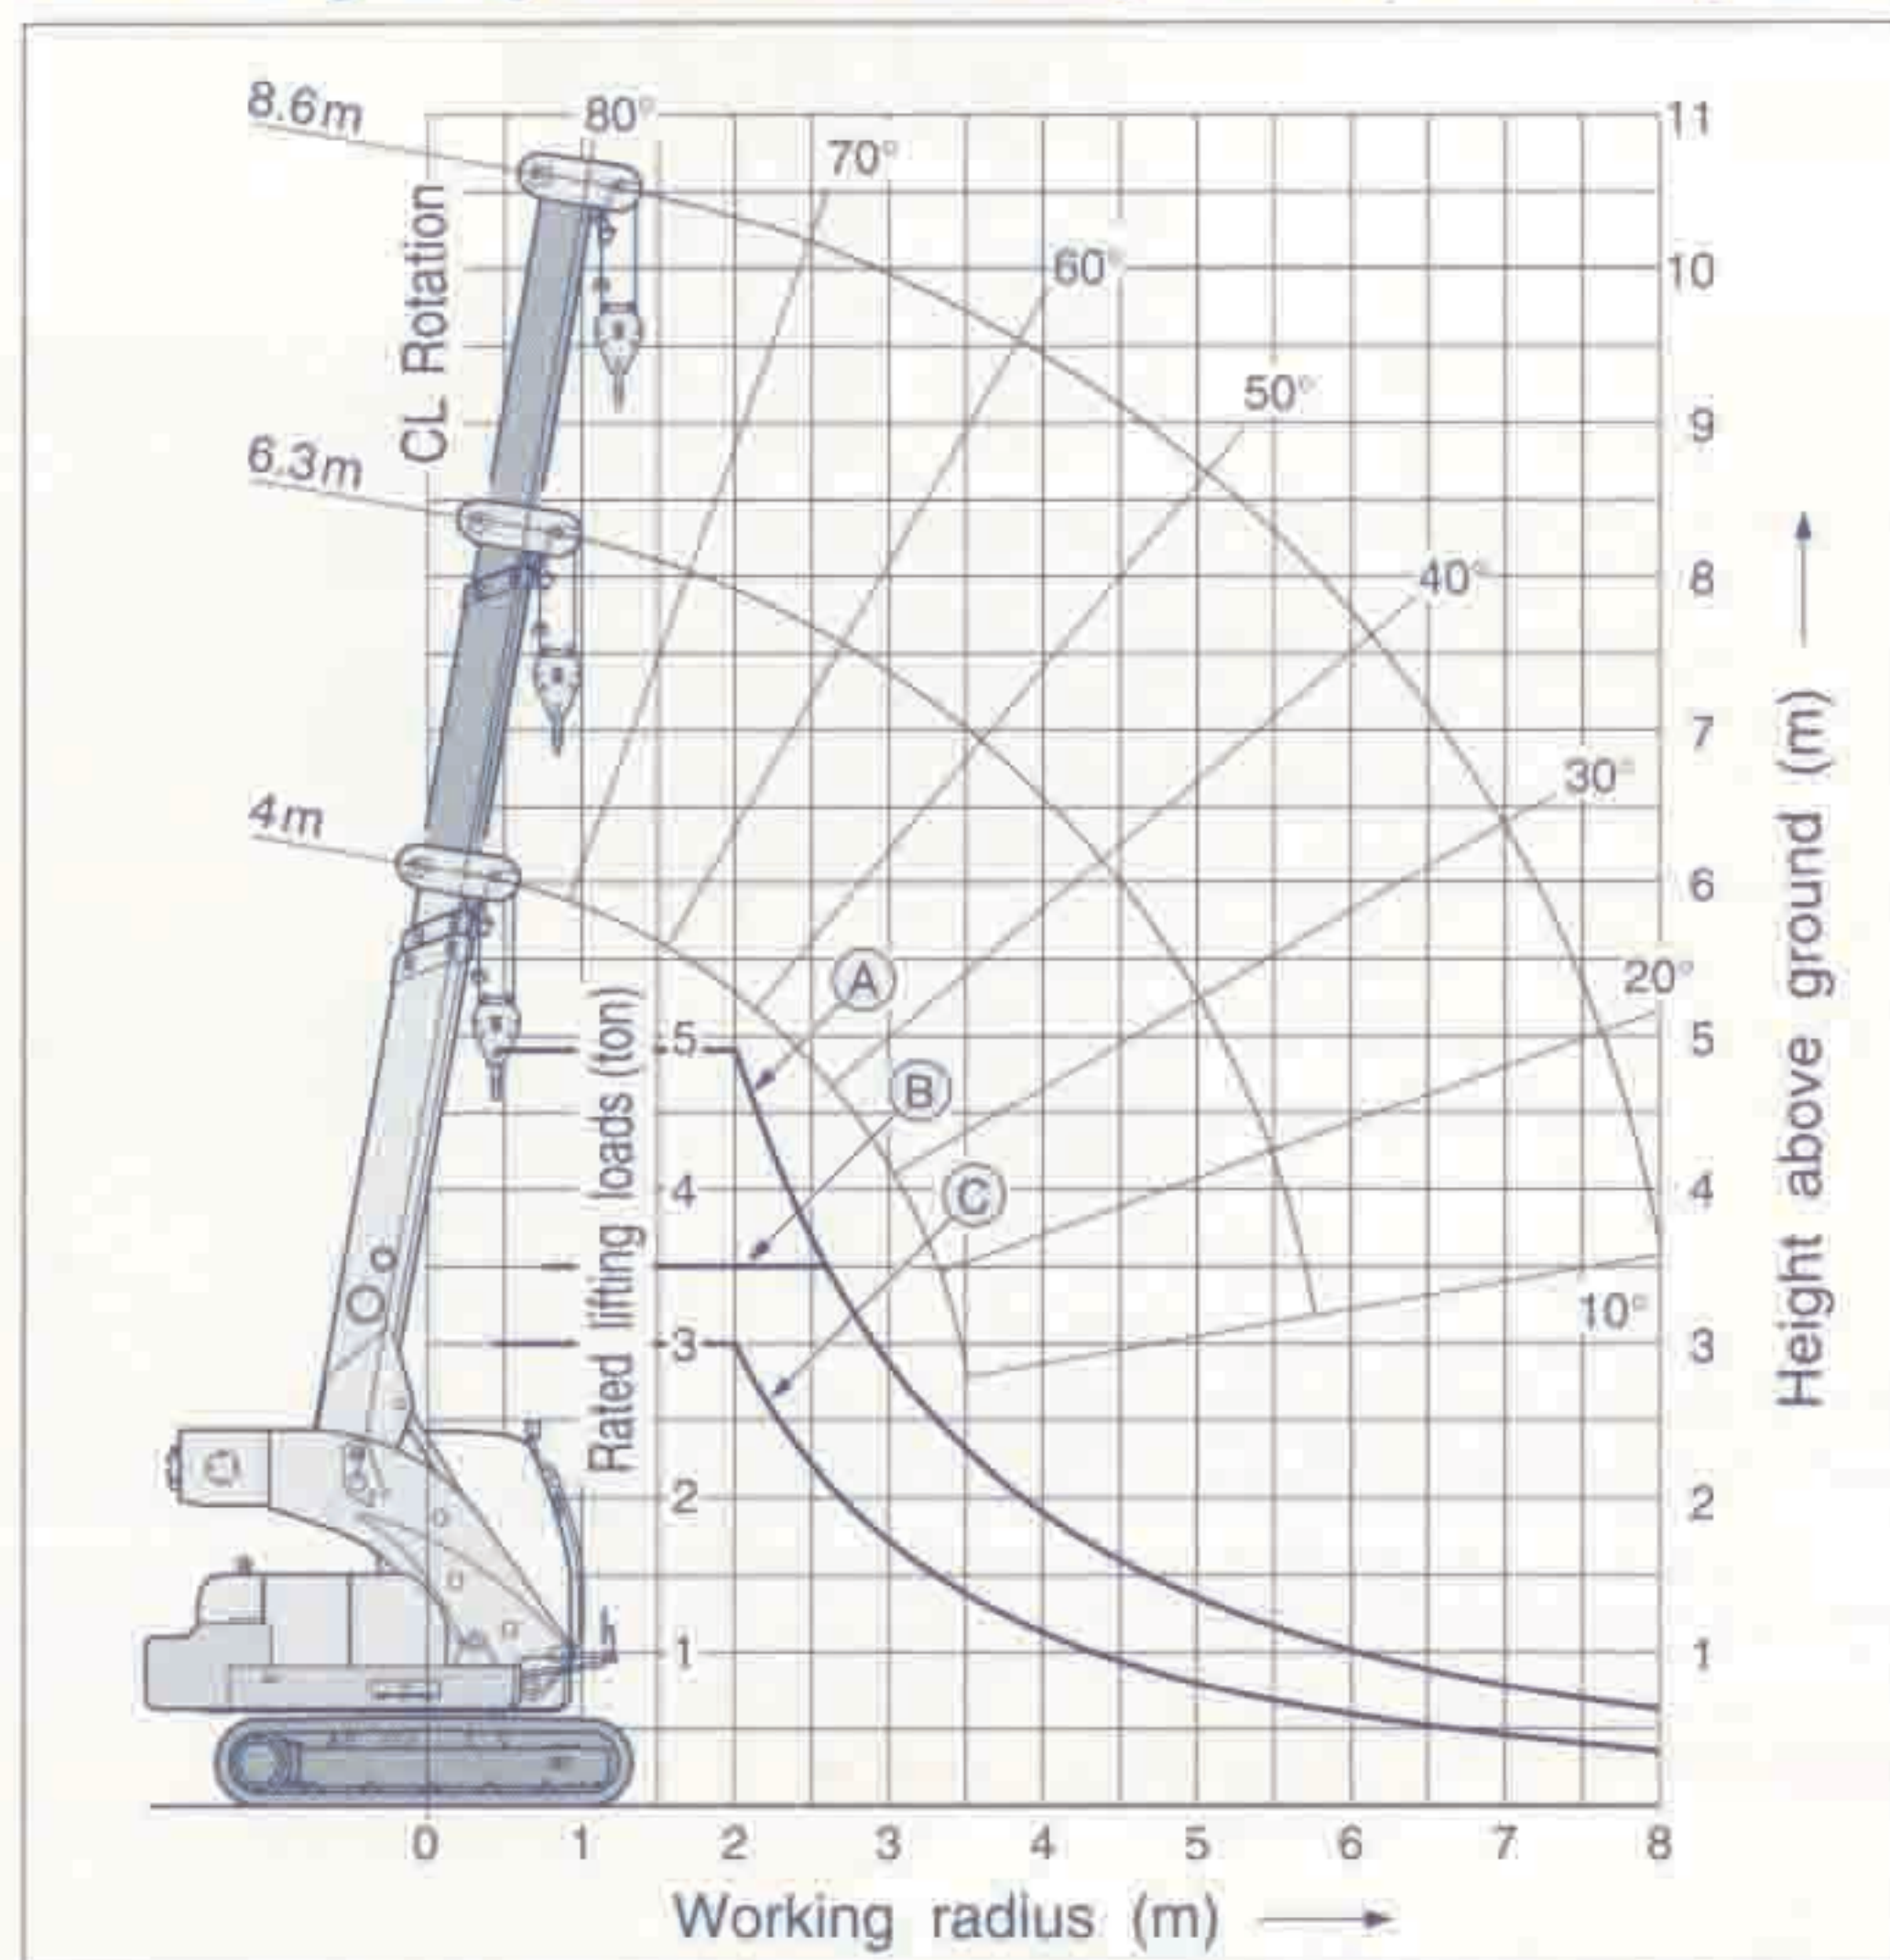 8.6m
80°
11
70°
CL Rotation
60°
10
50°
9
6.3m
40°
8
7
30°
4m
6
20°
A
5
5
B
Rated lifting loads (ton)
4
C
4
10°
3
3
Height above ground (m)
2
2
1
1
0 1 2 3 4 5 6 7 8
Working radius (m)